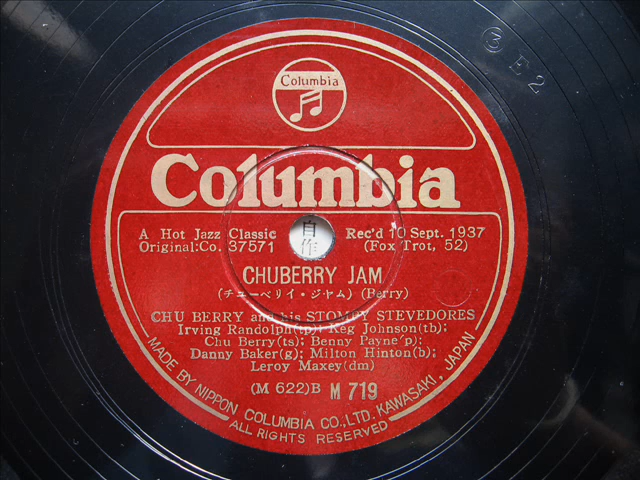 ③ E 2
Columbia
Columbia
A Hot Jazz Classic
Original:Co. 37571
Rec'd 10 Sept. 1937
(Fox Trot, 52)
自作
CHUBERRY JAM
(チューベリイ・ジヤム) (Berry)
CHU BERRY and his STOMPY STEVEDORES
Irving Randolph(tp); Keg Johnson(tb);
Chu Berry(ts); Benny Payne'p);
Danny Baker(g); Milton Hinton(b);
Leroy Maxey(dm)
(M 622)B M 719
MADE BY NIPPON COLUMBIA CO., LTD. KAWASAKI, JAPAN
ALL RIGHTS RESERVED